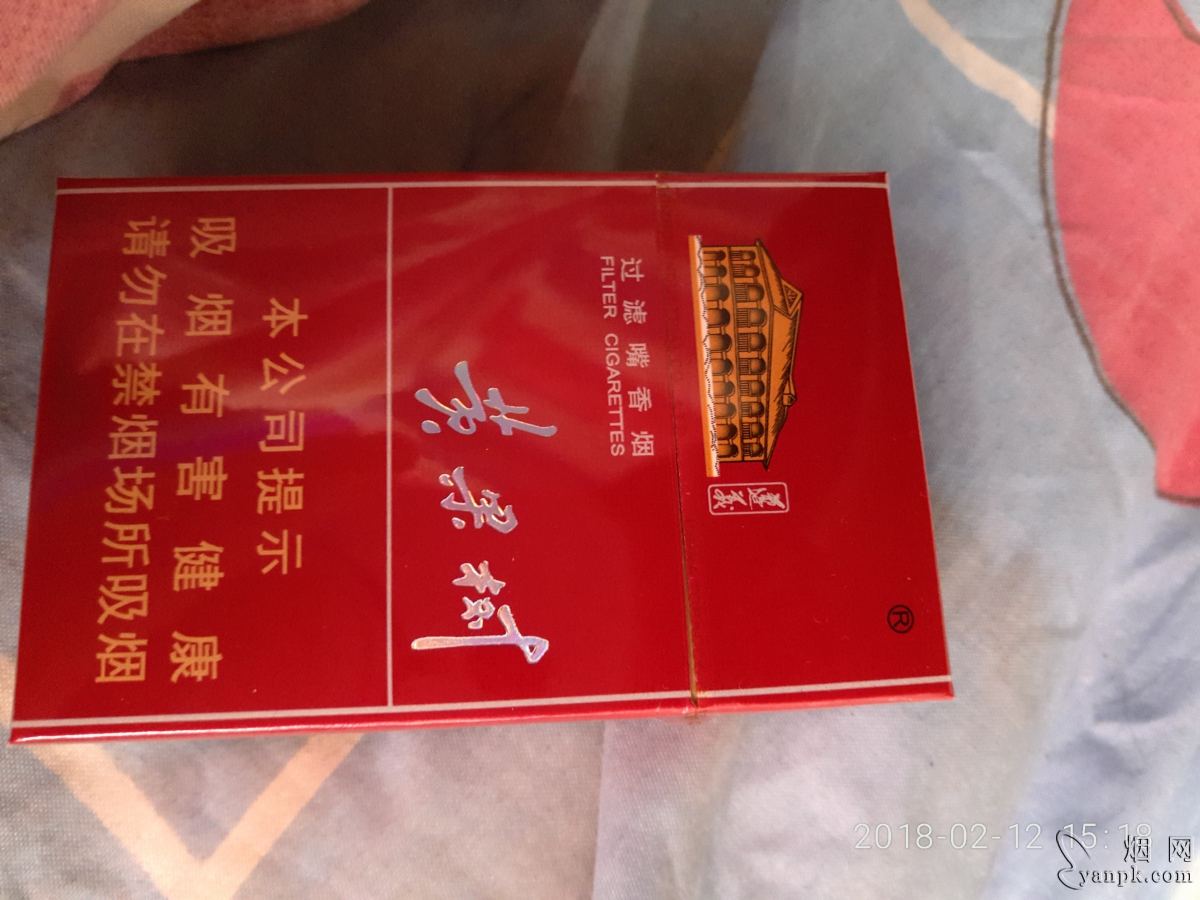 ®
遵义
过滤嘴香烟
FILTER CIGARETTES
黄果树
本公司提示
吸烟有害健康
请勿在禁烟场所吸烟
2018-02-12 15:18
烟网
yanpk.com